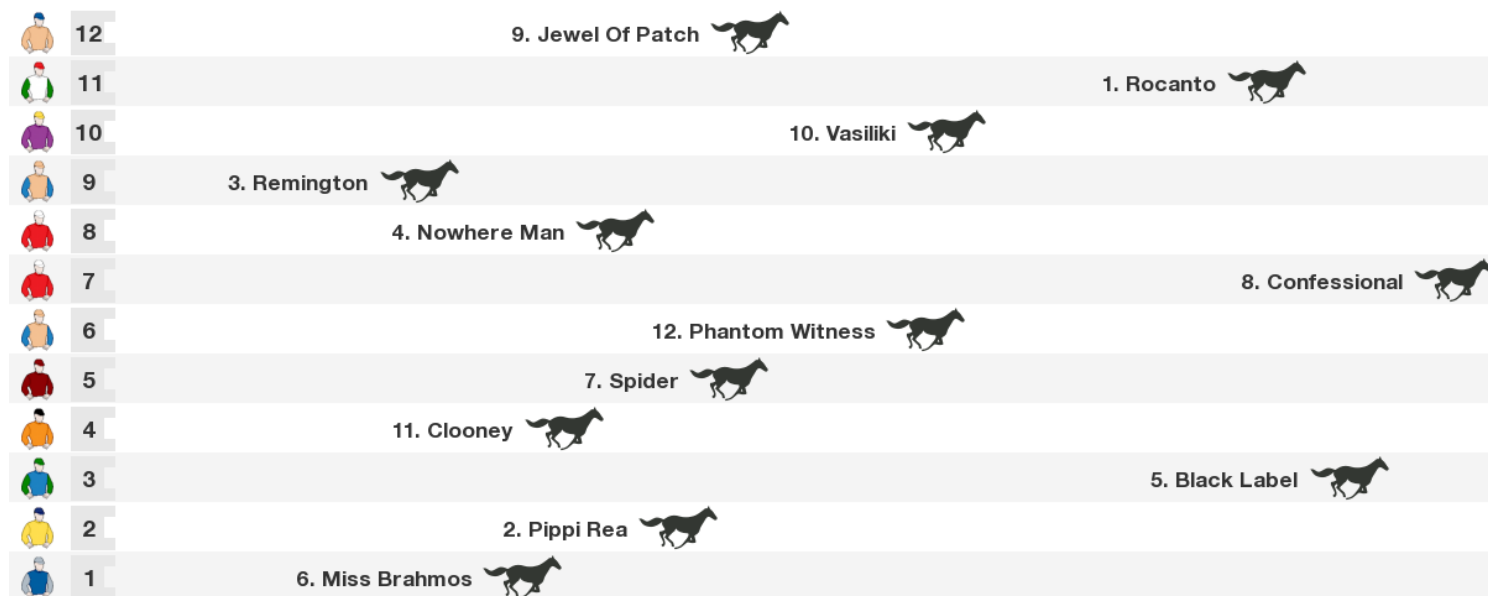 12 9. Jewel Of Patch
11 1. Rocanto
10 10. Vasiliki
9 3. Remington
8 4. Nowhere Man
7 8. Confessional
6 12. Phantom Witness
5 7. Spider
4 11. Clooney
3 5. Black Label
2 2. Pippi Rea
1 6. Miss Brahmos